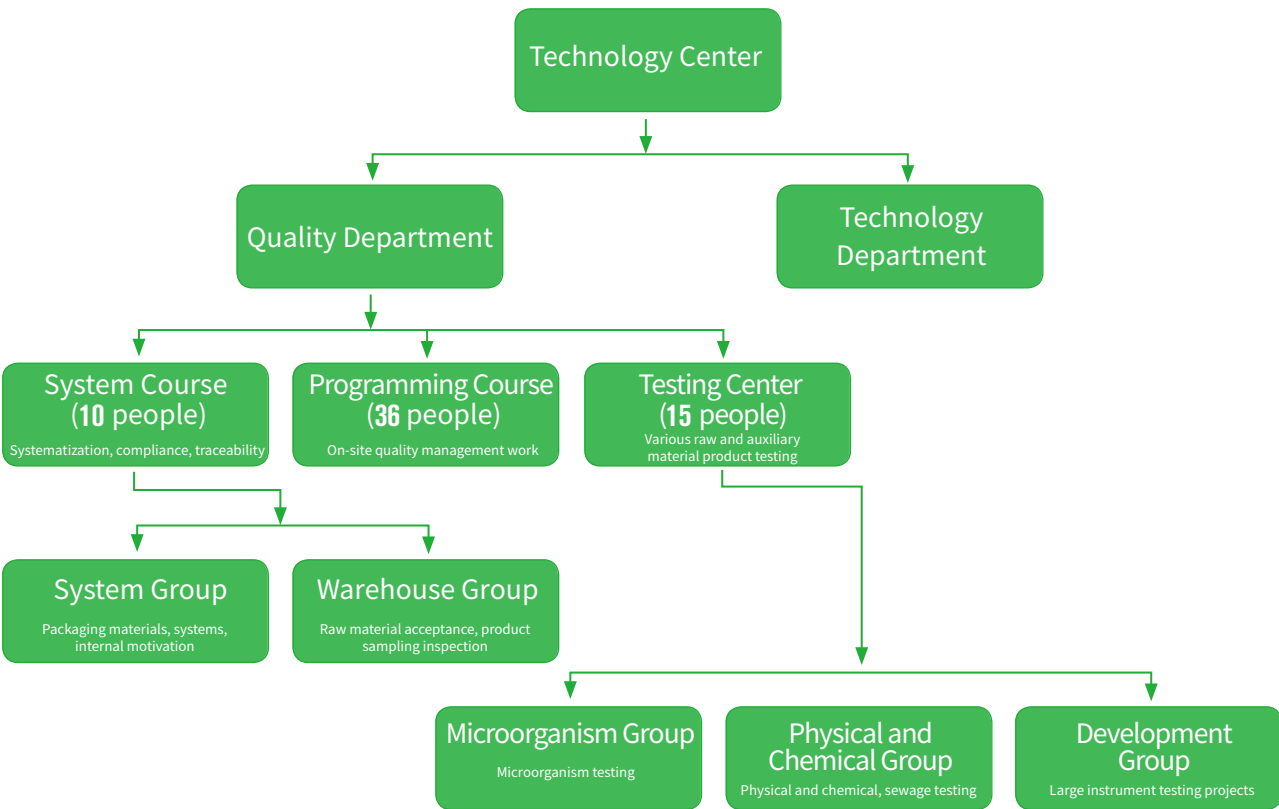 Technology Center
Quality Department
Technology
Department
System Course
(10 people)
Systematization, compliance, traceability
Programming Course
(36 people)
On-site quality management work
Testing Center
(15 people)
Various raw and auxiliary
material product testing
System Group
Packaging materials, systems,
internal motivation
Warehouse Group
Raw material acceptance, product
sampling inspection
Microorganism Group
Microorganism testing
Physical and
Chemical Group
Physical and chemical, sewage testing
Development
Group
Large instrument testing projects